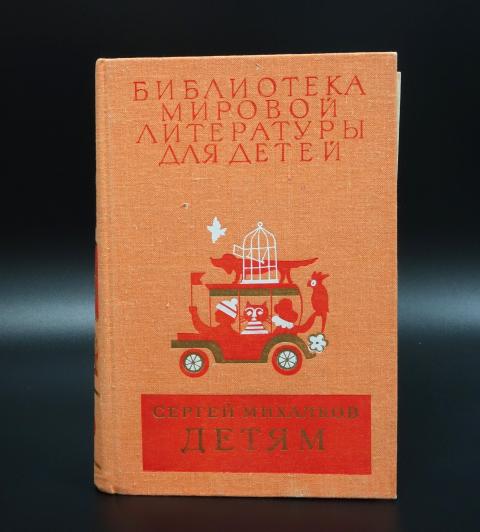 БИБЛИОТЕКА
МИРОВОЙ
ЛИТЕРАТУРЫ
ДЛЯ ДЕТЕЙ
СЕРГЕЙ МИХАЛКОВ
ДЕТЯМ